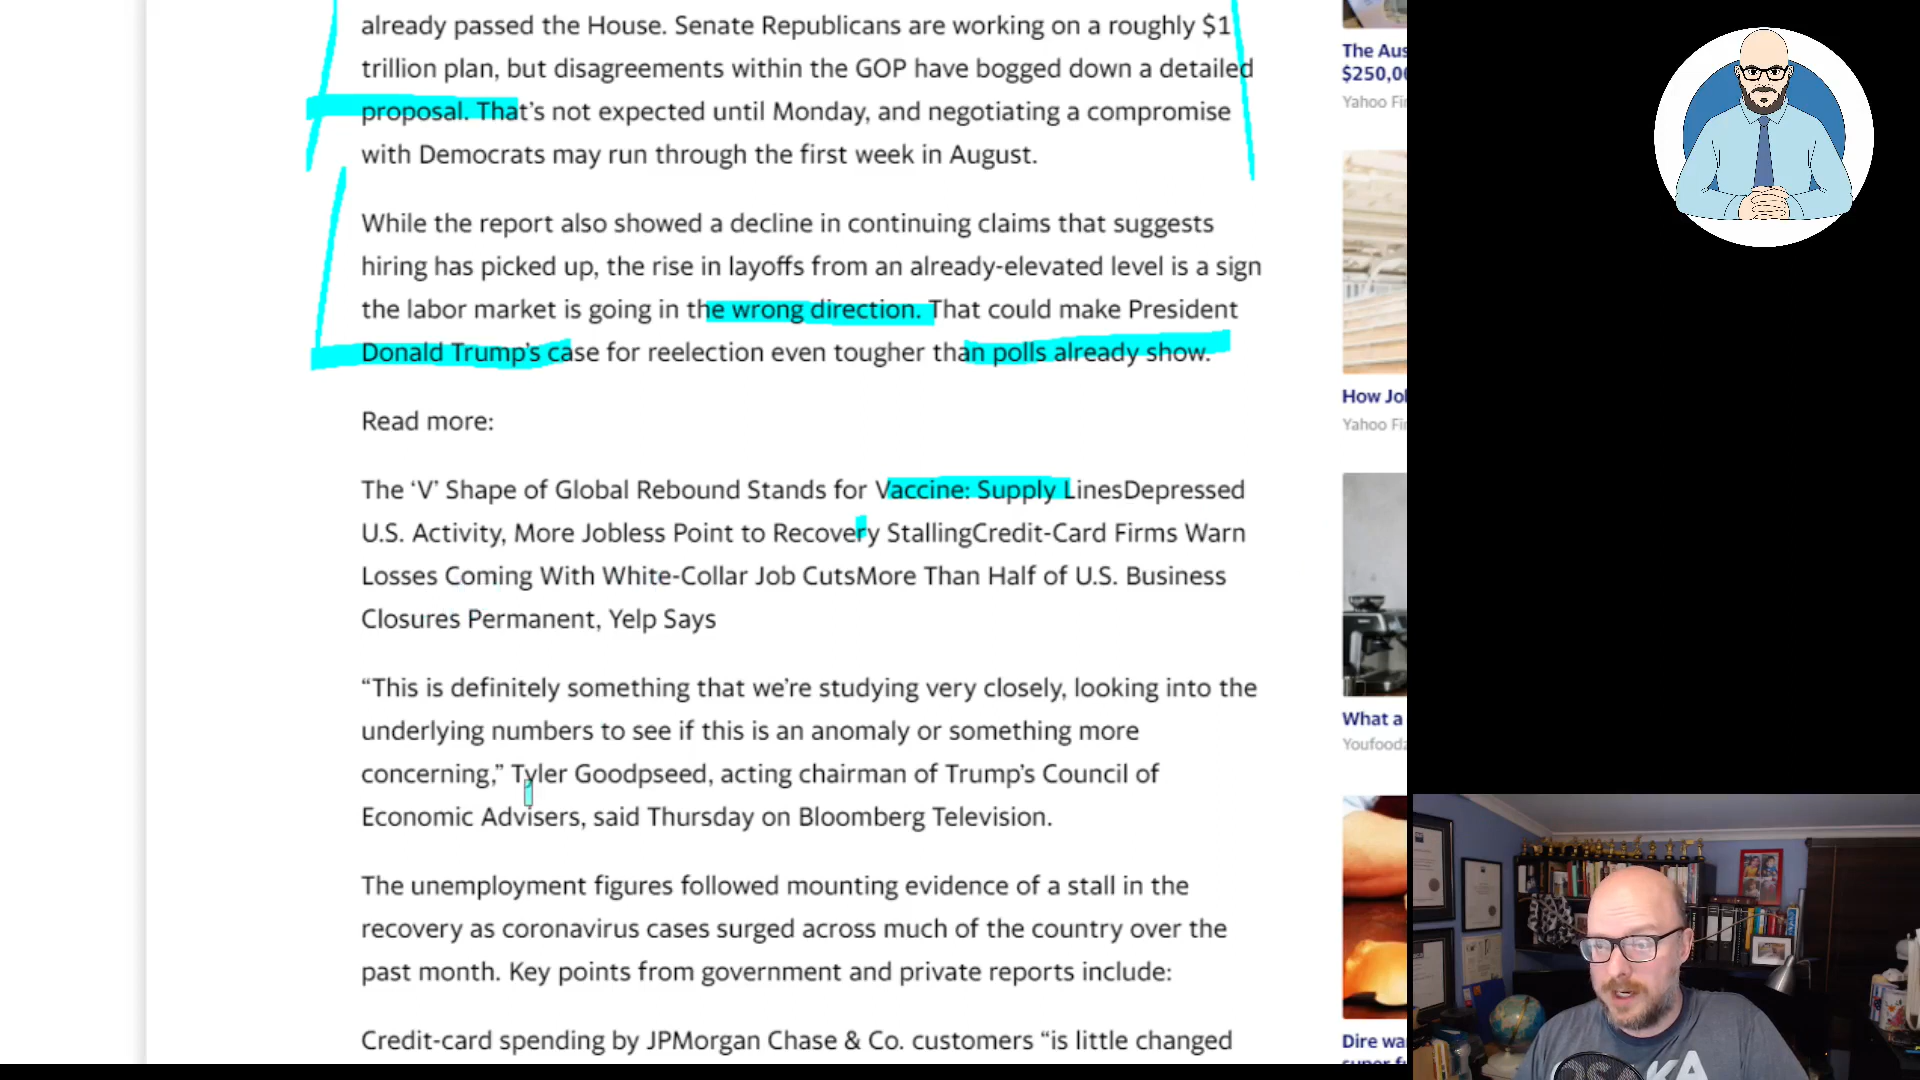 already passed the House. Senate Republicans are working on a roughly $1
trillion plan, but disagreements within the GOP have bogged down a detailed
proposal. That’s not expected until Monday, and negotiating a compromise
with Democrats may run through the first week in August.
While the report also showed a decline in continuing claims that suggests
hiring has picked up, the rise in layoffs from an already-elevated level is a sign
the labor market is going in the wrong direction. That could make President
Donald Trump’s case for reelection even tougher than polls already show.
Read more:
The ‘V’ Shape of Global Rebound Stands for Vaccine: Supply LinesDepressed
U.S. Activity, More Jobless Point to Recovery StallingCredit-Card Firms Warn
Losses Coming With White-Collar Job CutsMore Than Half of U.S. Business
Closures Permanent, Yelp Says
“This is definitely something that we’re studying very closely, looking into the
underlying numbers to see if this is an anomaly or something more
concerning,” Tyler Goodpseed, acting chairman of Trump’s Council of
Economic Advisers, said Thursday on Bloomberg Television.
The unemployment figures followed mounting evidence of a stall in the
recovery as coronavirus cases surged across much of the country over the
past month. Key points from government and private reports include:
Credit-card spending by JPMorgan Chase & Co. customers “is little changed
The Aus
$250,00
Yahoo Fi
How Jo
Yahoo Fi
What a
Youfood
Dire wa